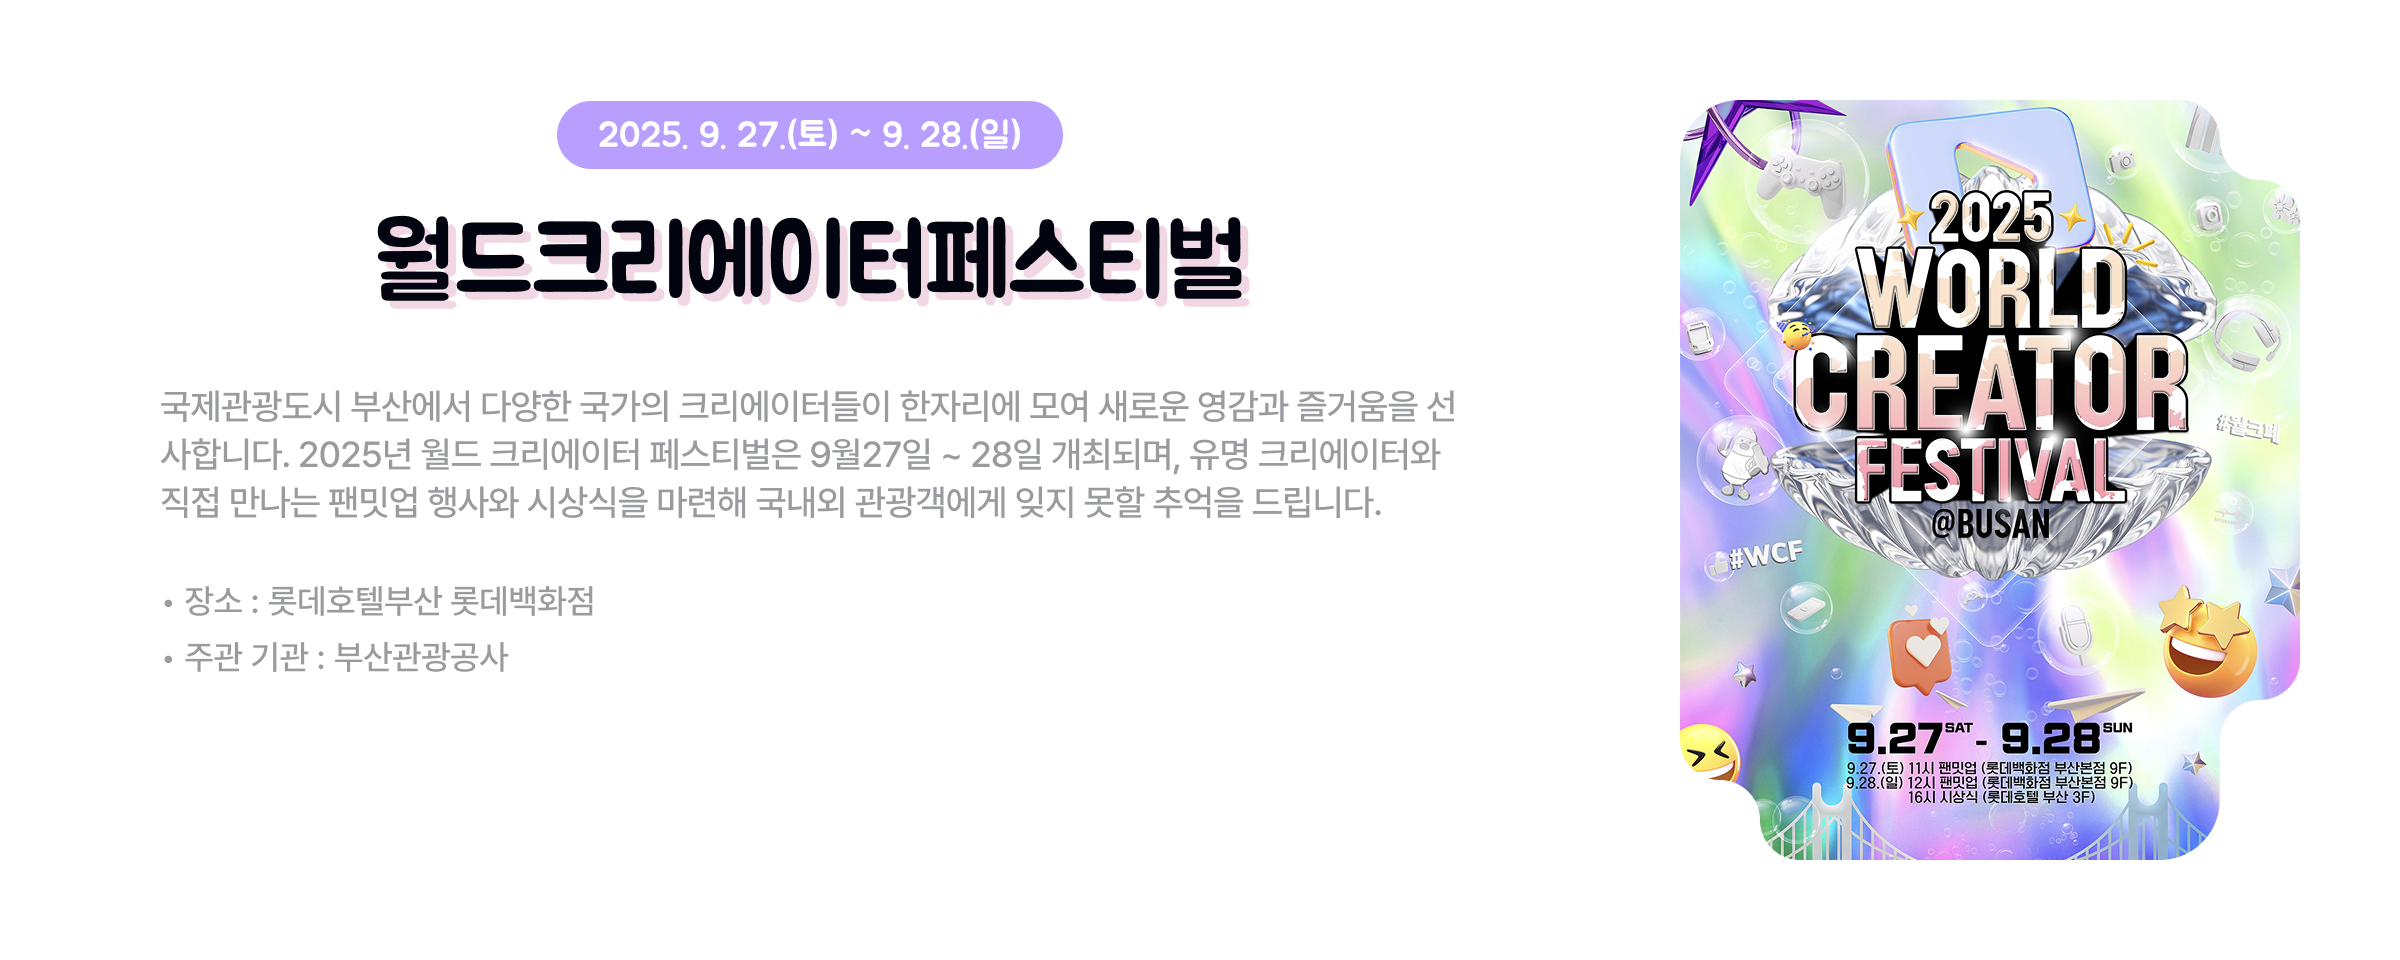 2025. 9. 27.(토) ~ 9. 28.(일)
월드크리에이터페스티벌
국제관광도시 부산에서 다양한 국가의 크리에이터들이 한자리에 모여 새로운 영감과 즐거움을 선
사합니다. 2025년 월드 크리에이터 페스티벌은 9월27일 ~ 28일 개최되며, 유명 크리에이터와
직접 만나는 팬밋업 행사와 시상식을 마련해 국내외 관광객에게 잊지 못할 추억을 드립니다.
• 장소 : 롯데호텔부산 롯데백화점
• 주관 기관 : 부산관광공사
2025
WORLD
CREATOR
FESTIVAL
@BUSAN
#월크페
#WCF
9.27 SAT - 9.28 SUN
9.27.(토) 11시 팬밋업 (롯데백화점 부산본점 9F)
9.28.(일) 12시 팬밋업 (롯데백화점 부산본점 9F)
16시 시상식 (롯데호텔 부산 3F)